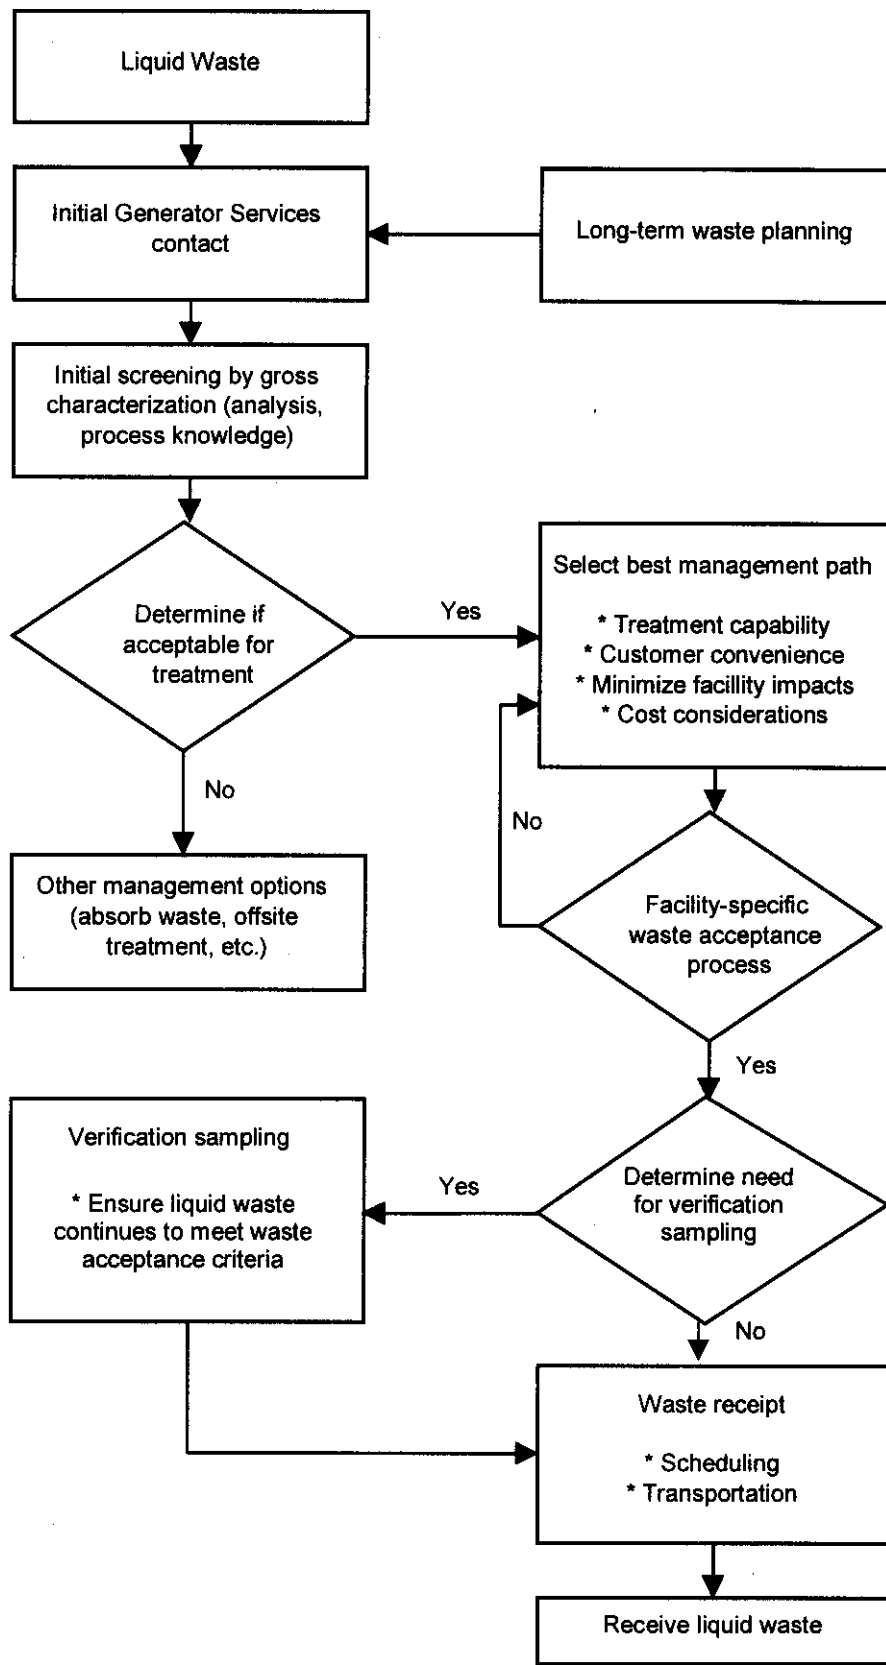 Liquid Waste
Initial Generator Services
contact
Long-term waste planning
Initial screening by gross
characterization (analysis,
process knowledge)
Determine if
acceptable for
treatment
Yes
No
Select best management path
* Treatment capability
* Customer convenience
* Minimize facillity impacts
* Cost considerations
No
Other management options
(absorb waste, offsite
treatment, etc.)
Facility-specific
waste acceptance
process
Yes
Determine need
for verification
sampling
Yes
Verification sampling
* Ensure liquid waste
continues to meet waste
acceptance criteria
No
Waste receipt
* Scheduling
* Transportation
Receive liquid waste